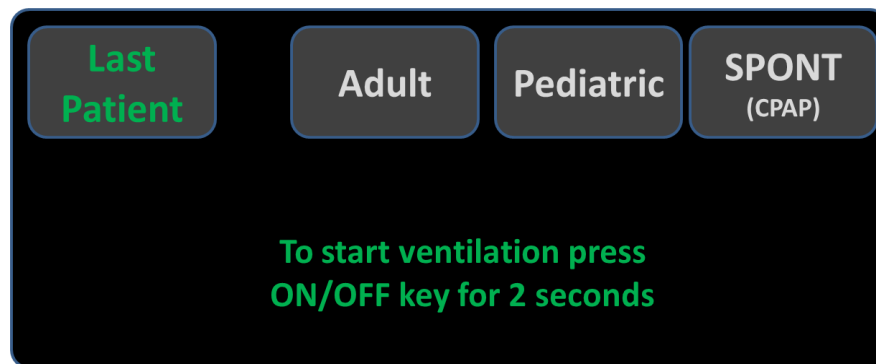 Last
Patient
Adult
Pediatric
SPONT
(CPAP)
To start ventilation press
ON/OFF key for 2 seconds